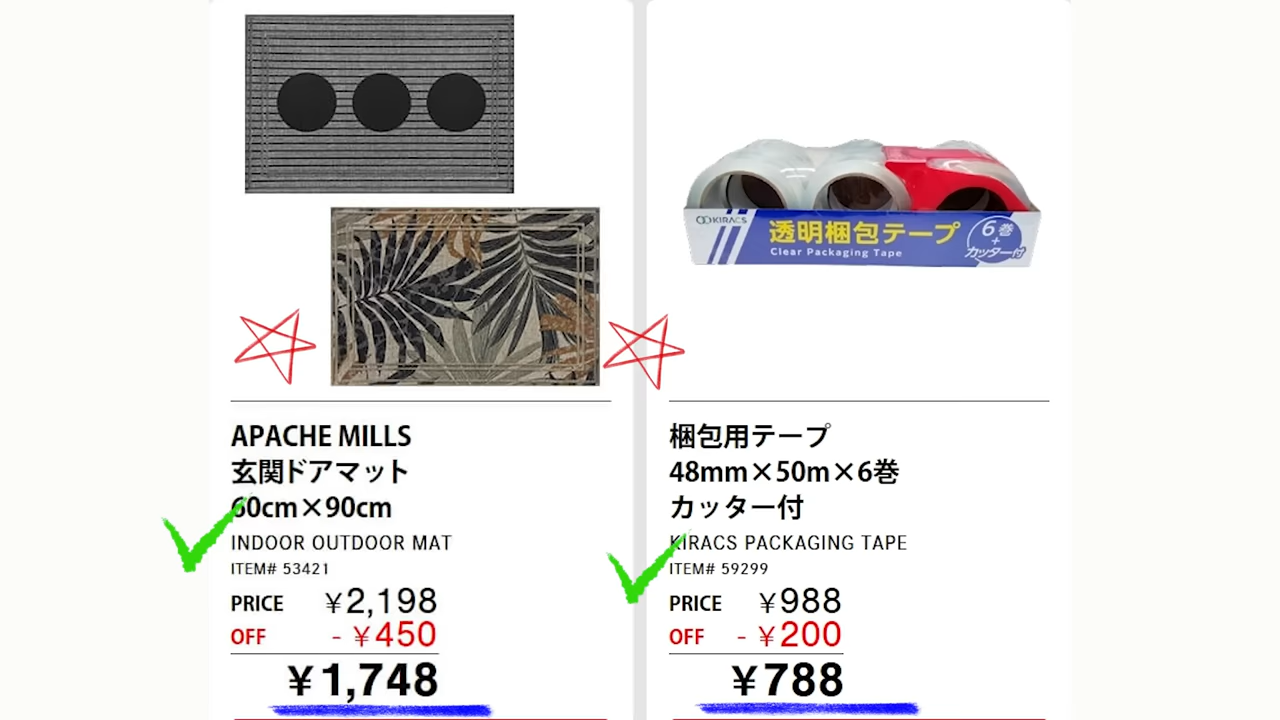 KIRACS
透明梱包テープ
Clear Packaging Tape
6巻
+
カッター付
APACHE MILLS
玄関ドアマット
60cm×90cm
INDOOR OUTDOOR MAT
ITEM# 53421
PRICE ¥2,198
OFF - ¥450
¥1,748
梱包用テープ
48mm×50m×6巻
カッター付
KIRACS PACKAGING TAPE
ITEM# 59299
PRICE ¥988
OFF - ¥200
¥788